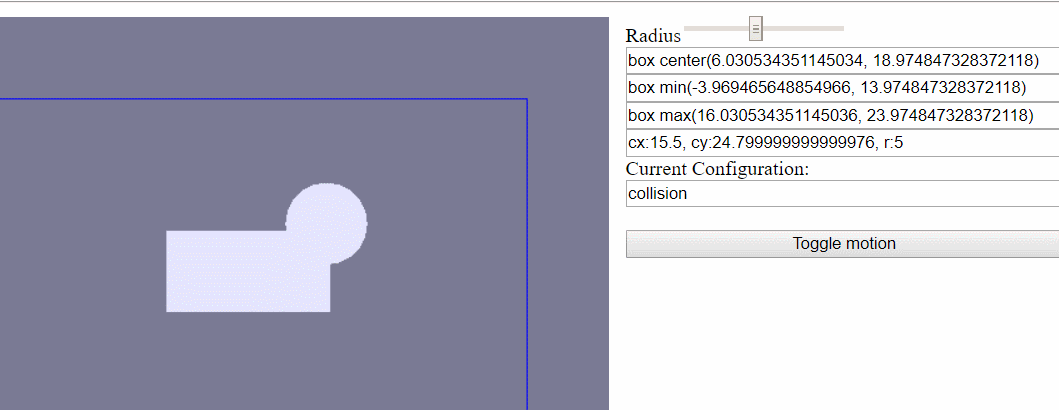 Radius
box center(6.030534351145034, 18.974847328372118)
box min(-3.969465648854966, 13.974847328372118)
box max(16.030534351145036, 23.974847328372118)
cx:15.5, cy:24.799999999999976, r:5
Current Configuration:
collision
Toggle motion